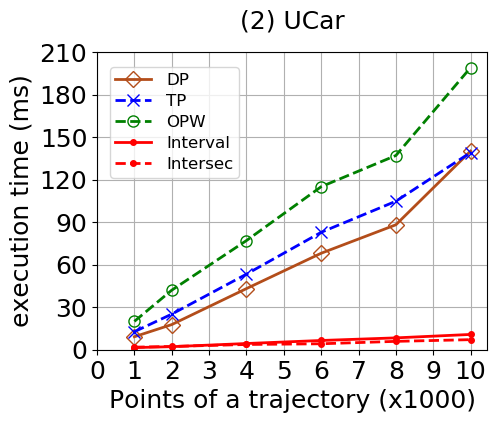 (2) UCar
execution time (ms)
210
180
150
120
90
60
30
0
DP
TP
OPW
Interval
Intersec
0 1 2 3 4 5 6 7 8 9 10
Points of a trajectory (x1000)